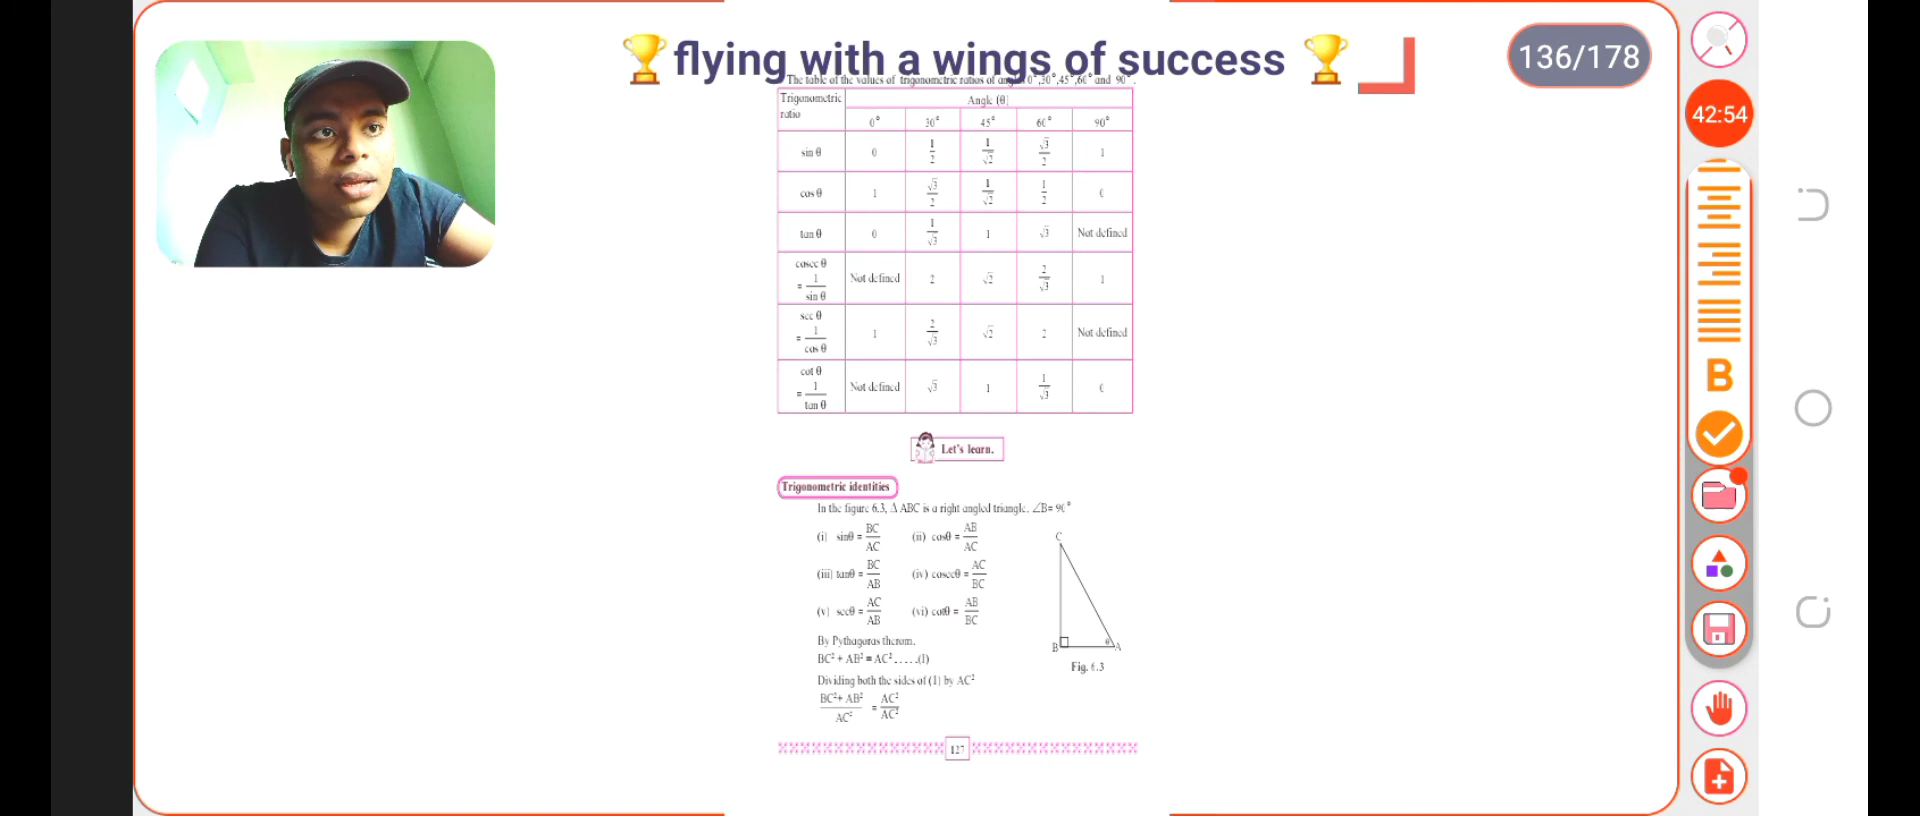 🏆flying with a wings of success 🏆
136/178
42:54
The table of the values of trigonometric ratios of angles 0°,30°,45°,60° and 90°.
Trigonometric ratio
Angle (θ)
0° 30° 45° 60° 90°
sin θ 0 1/2 1/√2 √3/2 1
cos θ 1 √3/2 1/√2 1/2 0
tan θ 0 1/√3 1 √3 Not defined
cosec θ = 1/sin θ Not defined 2 √2 2/√3 1
sec θ = 1/cos θ 1 2/√3 √2 2 Not defined
cot θ = 1/tan θ Not defined √3 1 1/√3 0
Let's learn.
Trigonometric identities
In the figure 6.3, Δ ABC is a right angled triangle, ∠B= 90°
(i) sinθ = BC/AC (ii) cosθ = AB/AC
(iii) tanθ = BC/AB (iv) cosecθ = AC/BC
(v) secθ = AC/AB (vi) cotθ = AB/BC
By Pythagoras therom,
BC² + AB² = AC² . . . . .(I)
Dividing both the sides of (1) by AC²
BC²+ AB²/AC² = AC²/AC²
C
B θ A
Fig. 6.3
127
B